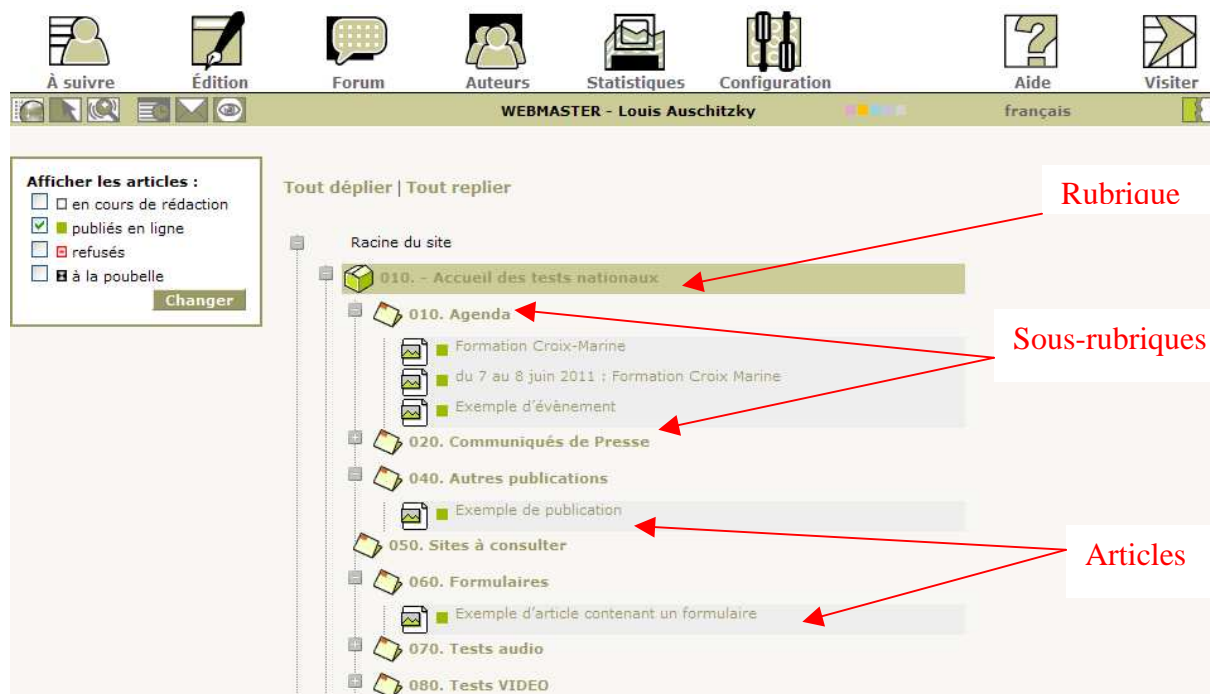 À suivre Édition Forum Auteurs Statistiques Configuration Aide Visiter
WEBMASTER - Louis Auschitzky français
Afficher les articles :
en cours de rédaction
publiés en ligne
refusés
à la poubelle
Changer
Tout déplier | Tout replier
Rubrique
Racine du site
010. - Accueil des tests nationaux
010. Agenda
Sous-rubriques
Formation Croix-Marine
du 7 au 8 juin 2011 : Formation Croix Marine
Exemple d'évènement
020. Communiqués de Presse
040. Autres publications
Exemple de publication
050. Sites à consulter
Articles
060. Formulaires
Exemple d'article contenant un formulaire
070. Tests audio
080. Tests VIDEO